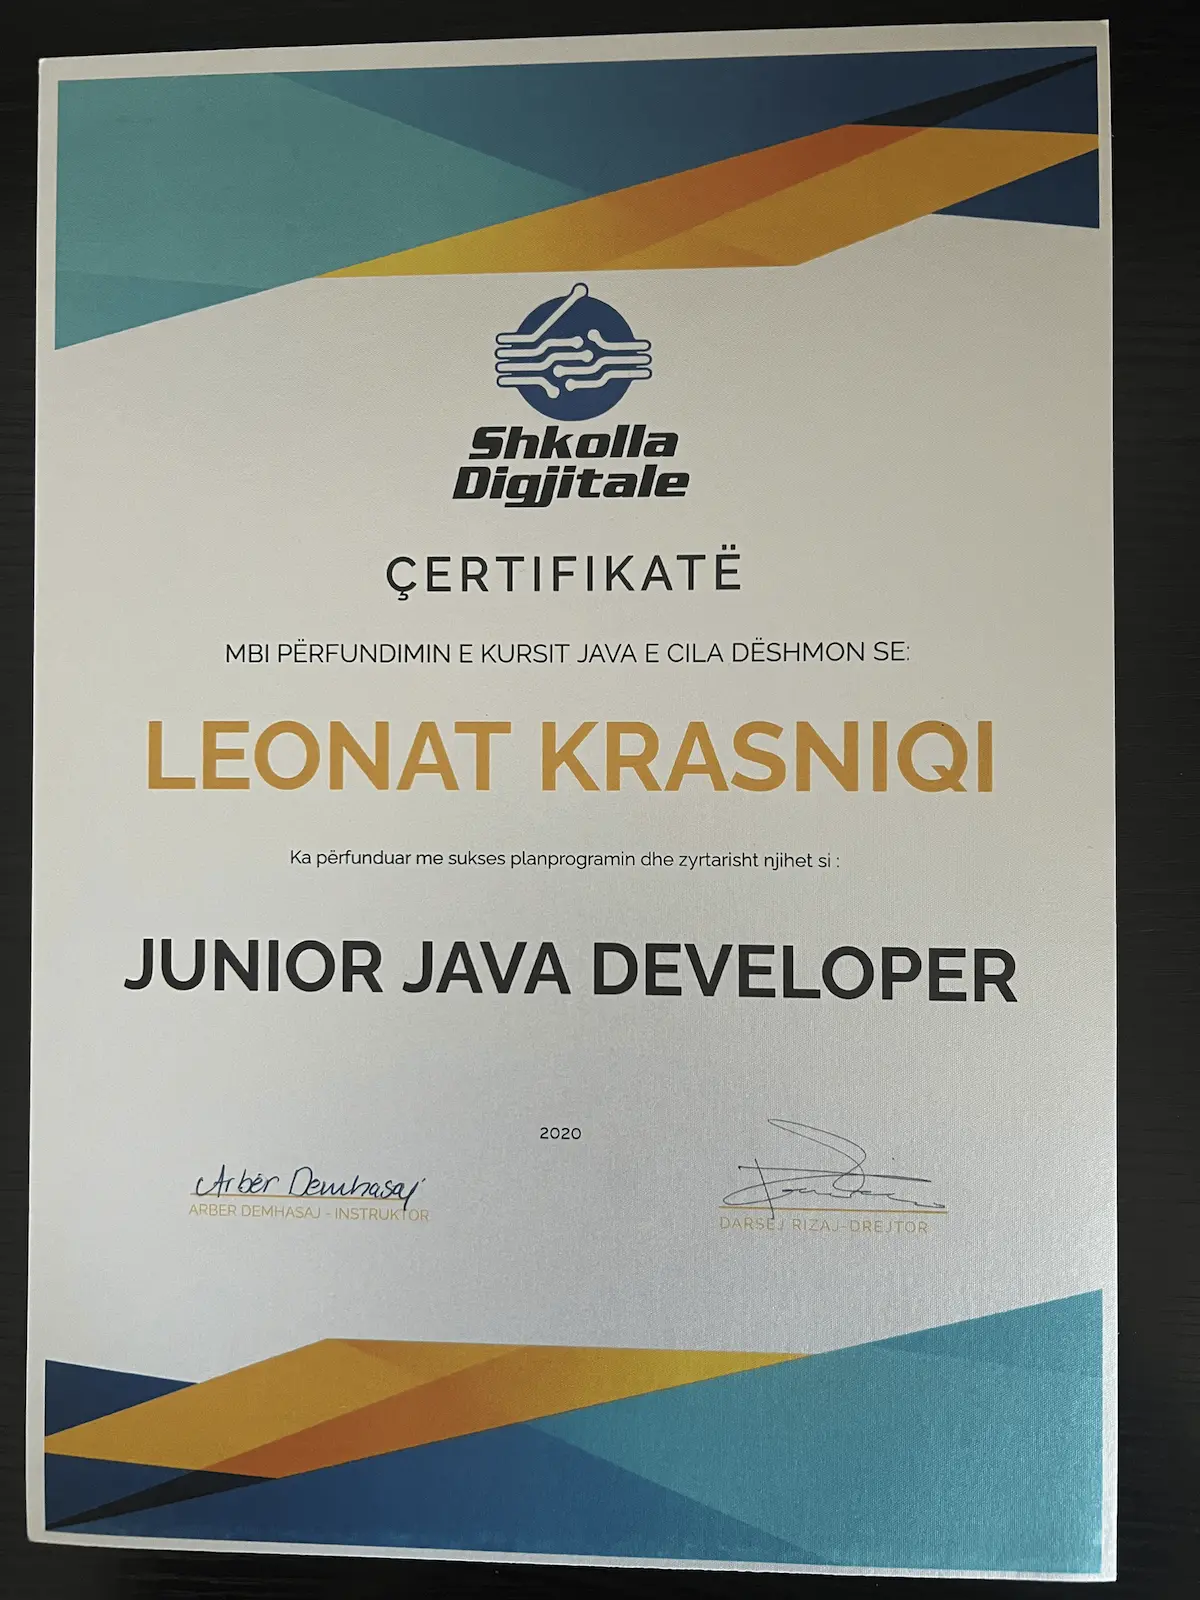 Shkolla
Digjitale
ÇERTIFIKATË
MBI PËRFUNDIMIN E KURSIT JAVA E CILA DËSHMON SE:
LEONAT KRASNIQI
Ka përfunduar me sukses planprogramin dhe zyrtarisht njihet si :
JUNIOR JAVA DEVELOPER
2020
Arbër Demhasaj
ARBER DEMHASAJ - INSTRUKTOR
DARSEJ RIZAJ-DREJTOR